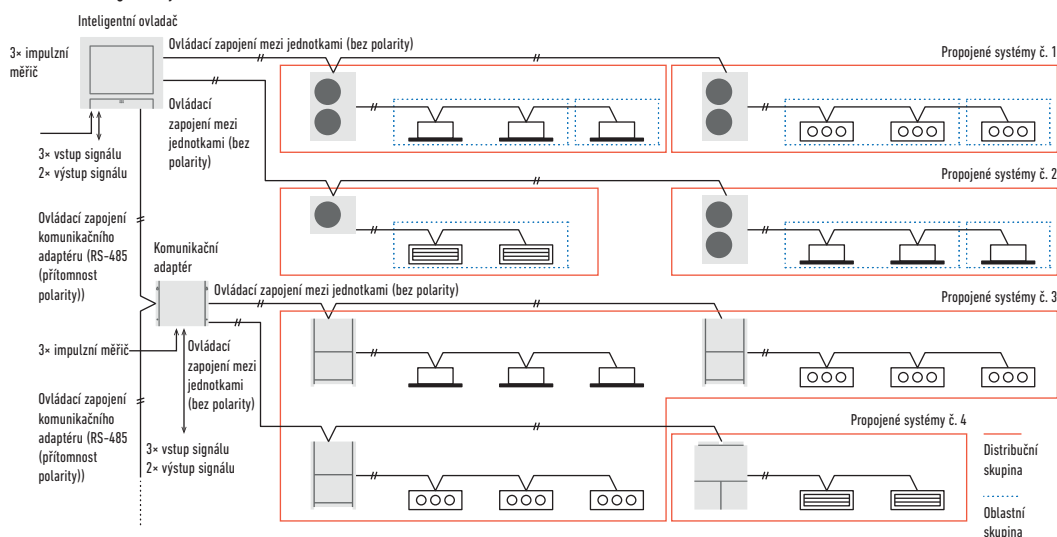 Inteligentní ovladač
3× impulzní
měřič
Ovládací zapojení mezi jednotkami (bez polarity)
Propojené systémy č. 1
Ovládací
zapojení mezi
jednotkami (bez
polarity)
3× vstup signálu
2× výstup signálu
Propojené systémy č. 2
Ovládací zapojení
komunikačního
adaptéru (RS-485
(přítomnost
polarity))
Komunikační
adaptér
Ovládací zapojení mezi jednotkami (bez polarity)
Propojené systémy č. 3
3× impulzní měřič
Ovládací
zapojení mezi
jednotkami
(bez polarity)
Ovládací zapojení
komunikačního
adaptéru (RS-485
(přítomnost
polarity))
3× vstup signálu
2× výstup signálu
Propojené systémy č. 4
Distribuční
skupina
Oblastní
skupina